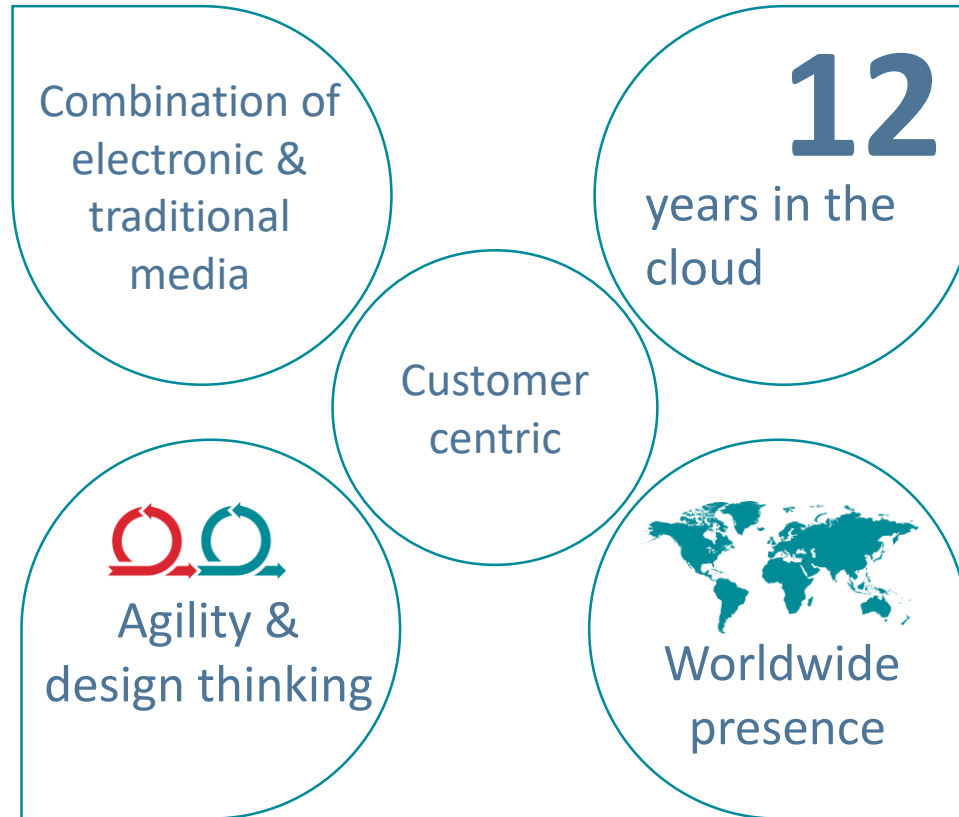 Combination of
electronic &
traditional
media
12
years in the
cloud
Customer
centric
Agility &
design thinking
Worldwide
presence